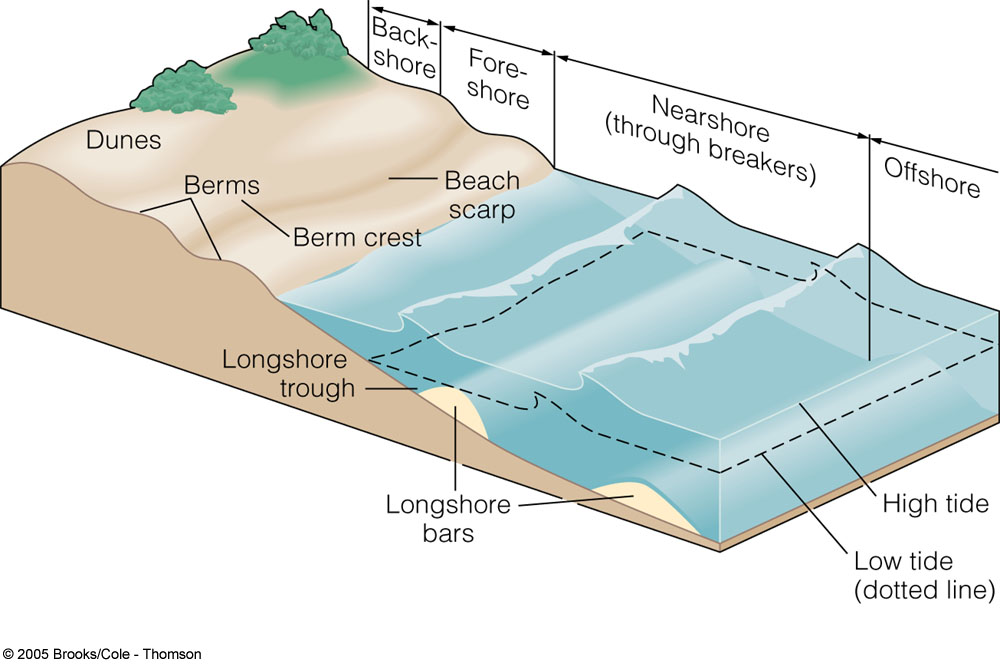 Back-
shore
Fore-
shore
Nearshore
(through breakers)
Offshore
Dunes
Berms
Beach
scarp
Berm crest
Longshore
trough
Longshore
bars
High tide
Low tide
(dotted line)
© 2005 Brooks/Cole - Thomson